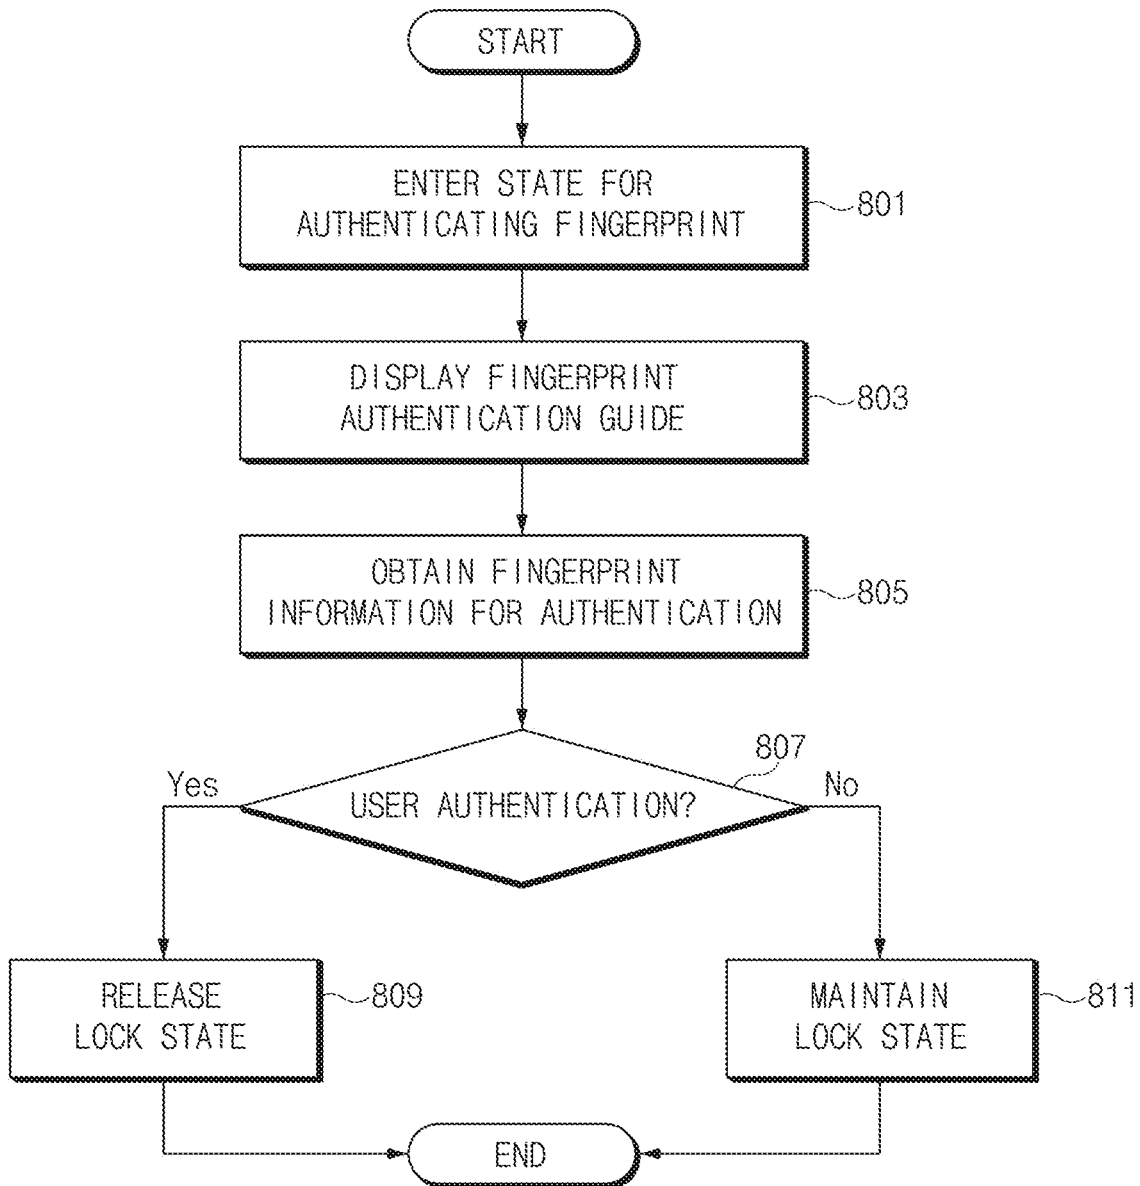 START
ENTER STATE FOR
AUTHENTICATING FINGERPRINT
801
DISPLAY FINGERPRINT
AUTHENTICATION GUIDE
803
OBTAIN FINGERPRINT
INFORMATION FOR AUTHENTICATION
805
807
Yes
USER AUTHENTICATION?
No
RELEASE
LOCK STATE
809
MAINTAIN
LOCK STATE
811
END